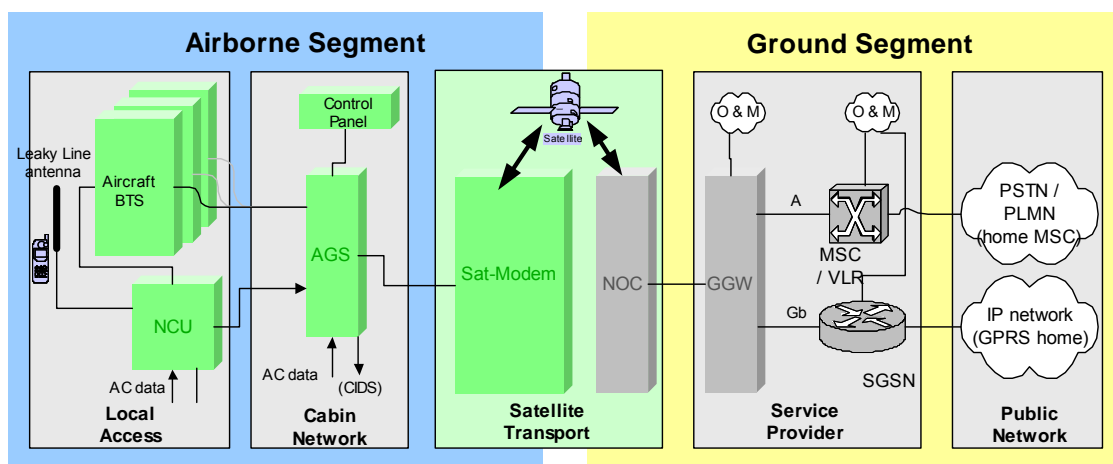 Airborne Segment
Ground Segment
Leaky Line
antenna
Aircraft
BTS
NCU
AC data
Local
Access
Control
Panel
AGS
AC data
(CIDS)
Cabin
Network
Satellite
Sat-Modem
NOC
Satellite
Transport
O & M
O & M
GGW
A
MSC
/ VLR
Gb
SGSN
Service
Provider
PSTN /
PLMN
(home MSC)
IP network
(GPRS home)
Public
Network